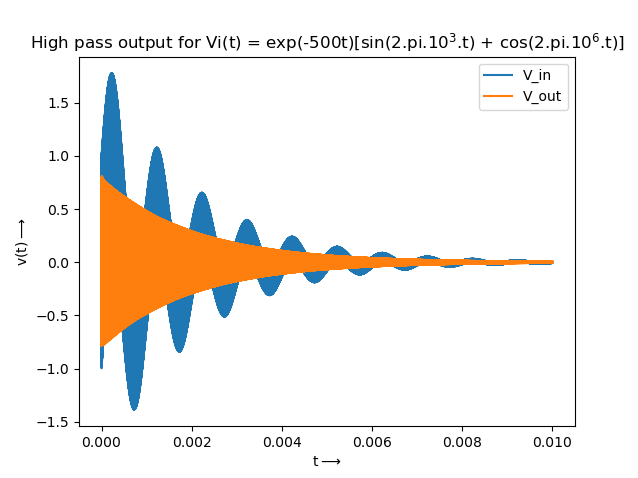 High pass output for Vi(t) = exp(-500t)[sin(2.pi.10³.t) + cos(2.pi.10⁶.t)]
V_in
V_out
1.5
1.0
0.5
0.0
−0.5
−1.0
−1.5
v(t)⟶
0.000 0.002 0.004 0.006 0.008 0.010
t⟶